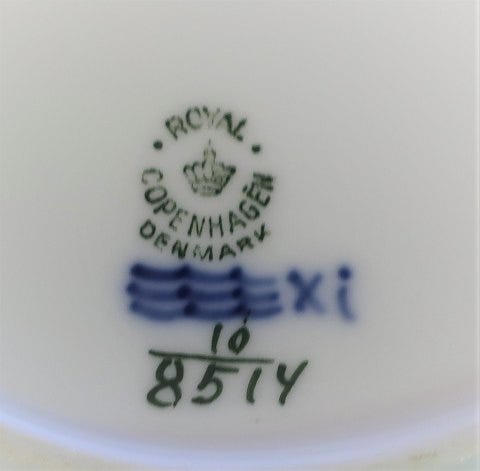 ROYAL
COPENHAGEN
DENMARK
xi
10
8514